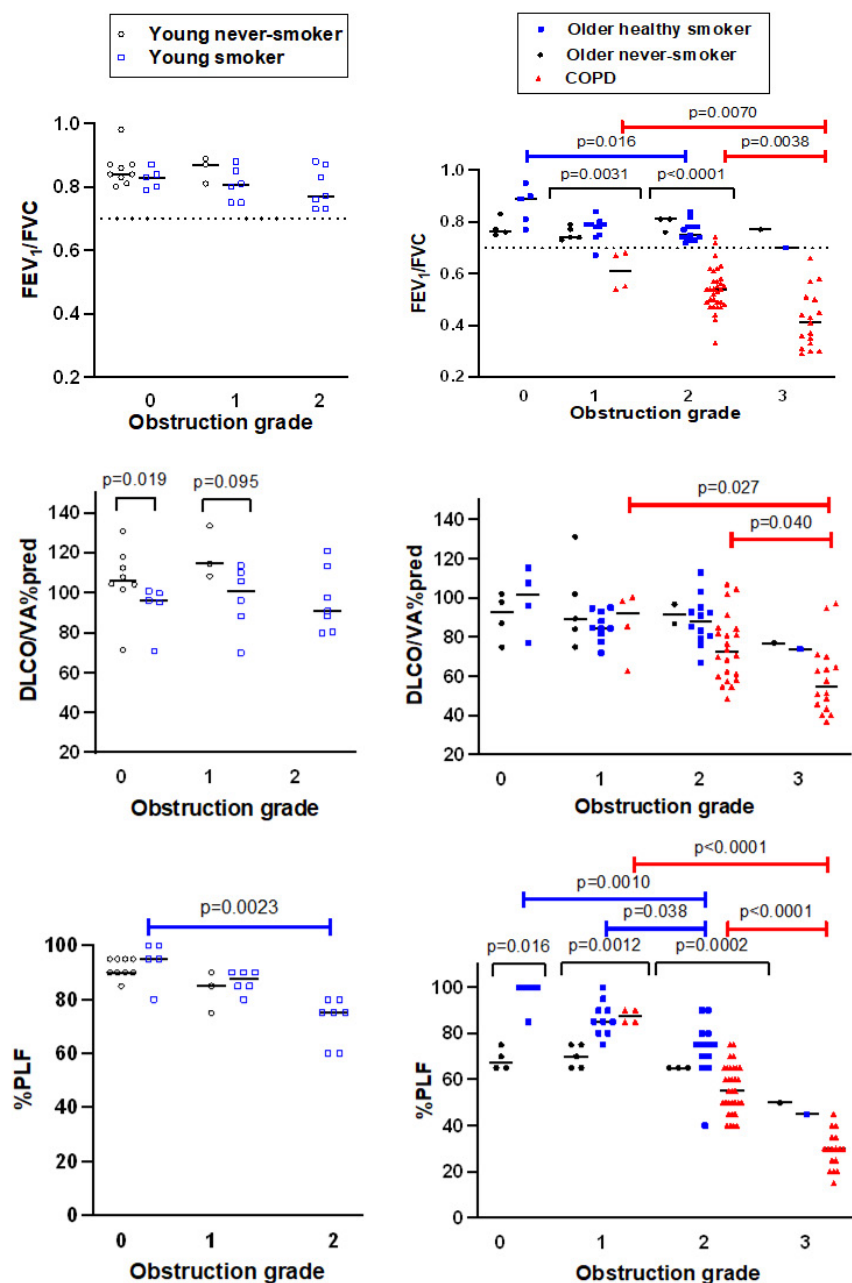 Young never-smoker
Young smoker
Older healthy smoker
Older never-smoker
COPD
FEV1/FVC
1.0
0.8
0.6
0.4
0.2
0 1 2
Obstruction grade
p=0.0070
p=0.016 p=0.0038
p=0.0031 p<0.0001
FEV1/FVC
1.0
0.8
0.6
0.4
0.2
0 1 2 3
Obstruction grade
p=0.019 p=0.095
DLCO/VA%pred
140
120
100
80
60
40
20
0 1 2
Obstruction grade
p=0.027
p=0.040
DLCO/VA%pred
140
120
100
80
60
40
20
0 1 2 3
Obstruction grade
p=0.0023
%PLF
100
80
60
40
20
0
0 1 2
Obstruction grade
p<0.0001
p=0.0010
p=0.038 p<0.0001
p=0.016 p=0.0012 p=0.0002
%PLF
100
80
60
40
20
0
0 1 2 3
Obstruction grade